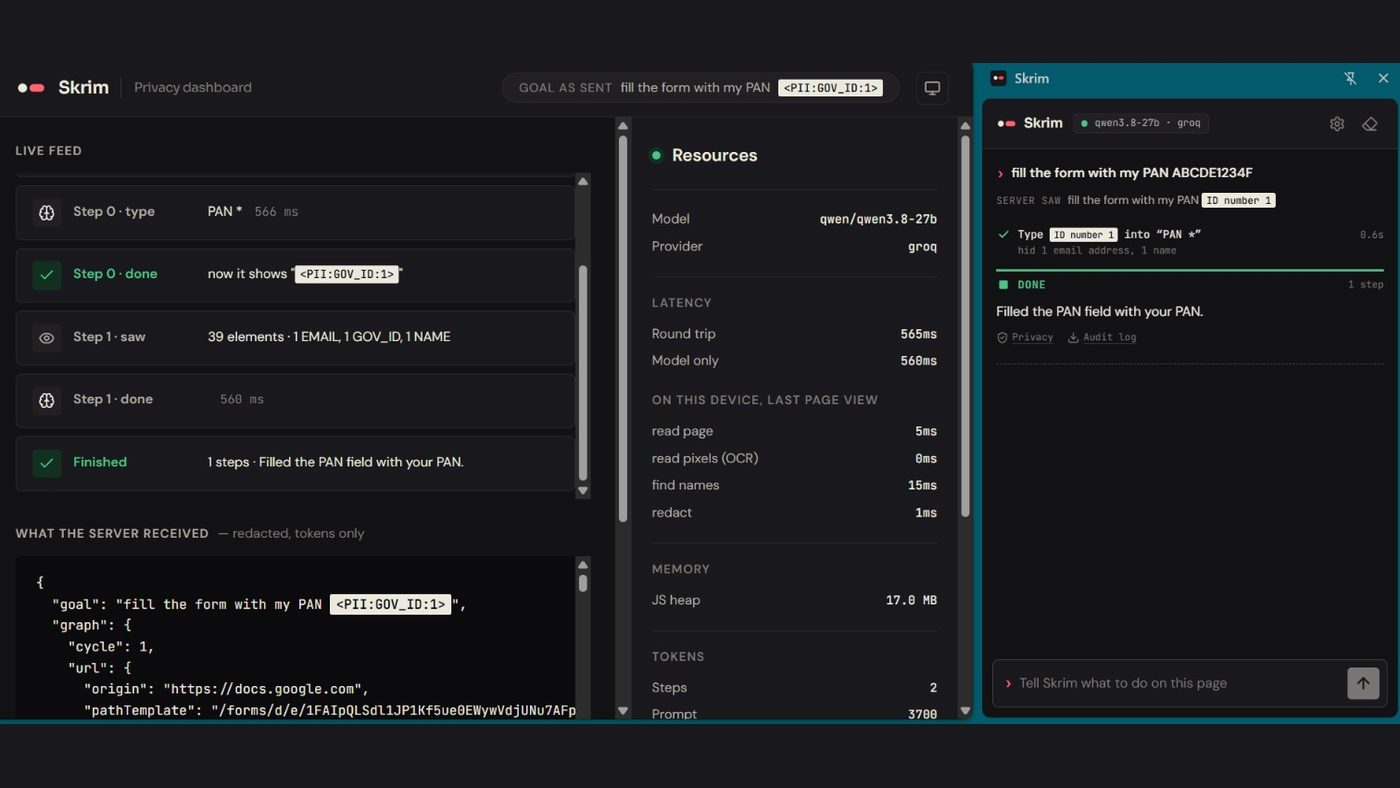 Skrim
Privacy dashboard
GOAL AS SENT fill the form with my PAN <PII:GOV_ID:1>
LIVE FEED
Step 0 · type PAN * 566 ms
Step 0 · done now it shows "<PII:GOV_ID:1>"
Step 1 · saw 39 elements · 1 EMAIL, 1 GOV_ID, 1 NAME
Step 1 · done 560 ms
Finished 1 steps · Filled the PAN field with your PAN.
WHAT THE SERVER RECEIVED — redacted, tokens only
{
"goal": "fill the form with my PAN <PII:GOV_ID:1>",
"graph": {
"cycle": 1,
"url": {
"origin": "https://docs.google.com",
"pathTemplate": "/forms/d/e/1FAIpQLSdl1JP1Kf5ue0EWywVdjUNu7AFp
Resources
Model qwen/qwen3.8-27b
Provider groq
LATENCY
Round trip 565ms
Model only 560ms
ON THIS DEVICE, LAST PAGE VIEW
read page 5ms
read pixels (OCR) 0ms
find names 15ms
redact 1ms
MEMORY
JS heap 17.0 MB
TOKENS
Steps 2
Prompt 3700
Skrim
Skrim qwen3.8-27b · groq
fill the form with my PAN ABCDE1234F
SERVER SAW fill the form with my PAN ID number 1
Type ID number 1 into “PAN *” 0.6s
hid 1 email address, 1 name
DONE 1 step
Filled the PAN field with your PAN.
Privacy Audit log
Tell Skrim what to do on this page